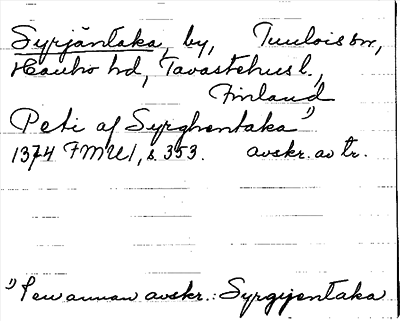 Syrjäntaka, by, Tuulois sn,
Hauho hd, Tavastehus l.,
Finland
Peti af Syrghentaka¹⁾
1374 FMU I, s. 353. avskr. av tr.
¹⁾ I en annan avskr.: Syrgijentaka